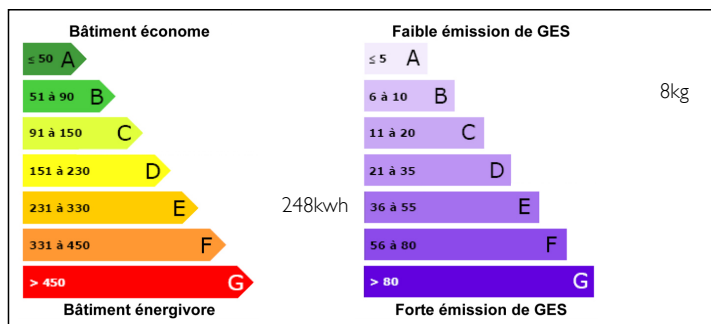 Bâtiment économe
≤ 50 A
51 à 90 B
91 à 150 C
151 à 230 D
231 à 330 E
331 à 450 F
> 450 G
Bâtiment énergivore
248kwh
Faible émission de GES
≤ 5 A
6 à 10 B
11 à 20 C
21 à 35 D
36 à 55 E
56 à 80 F
> 80 G
Forte émission de GES
8kg